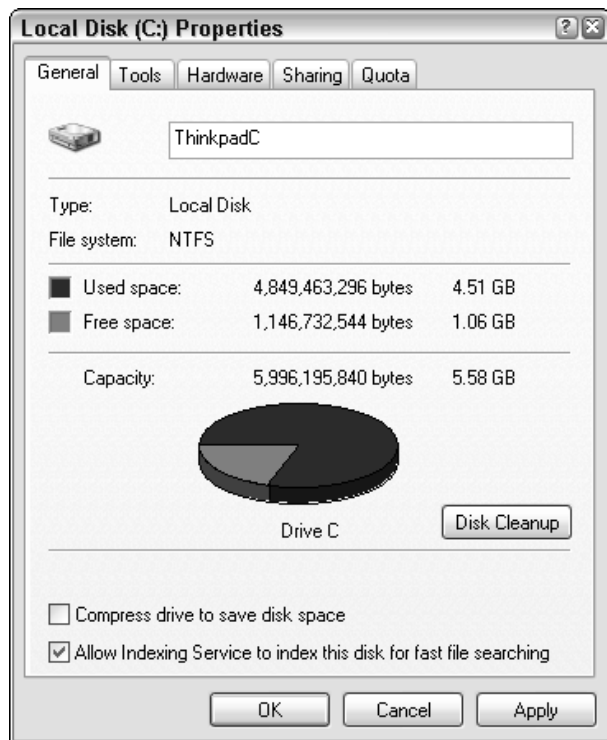 Local Disk (C:) Properties
General Tools Hardware Sharing Quota
ThinkpadC
Type: Local Disk
File system: NTFS
Used space: 4,849,463,296 bytes 4.51 GB
Free space: 1,146,732,544 bytes 1.06 GB
Capacity: 5,996,195,840 bytes 5.58 GB
Drive C
Disk Cleanup
Compress drive to save disk space
Allow Indexing Service to index this disk for fast file searching
OK Cancel Apply